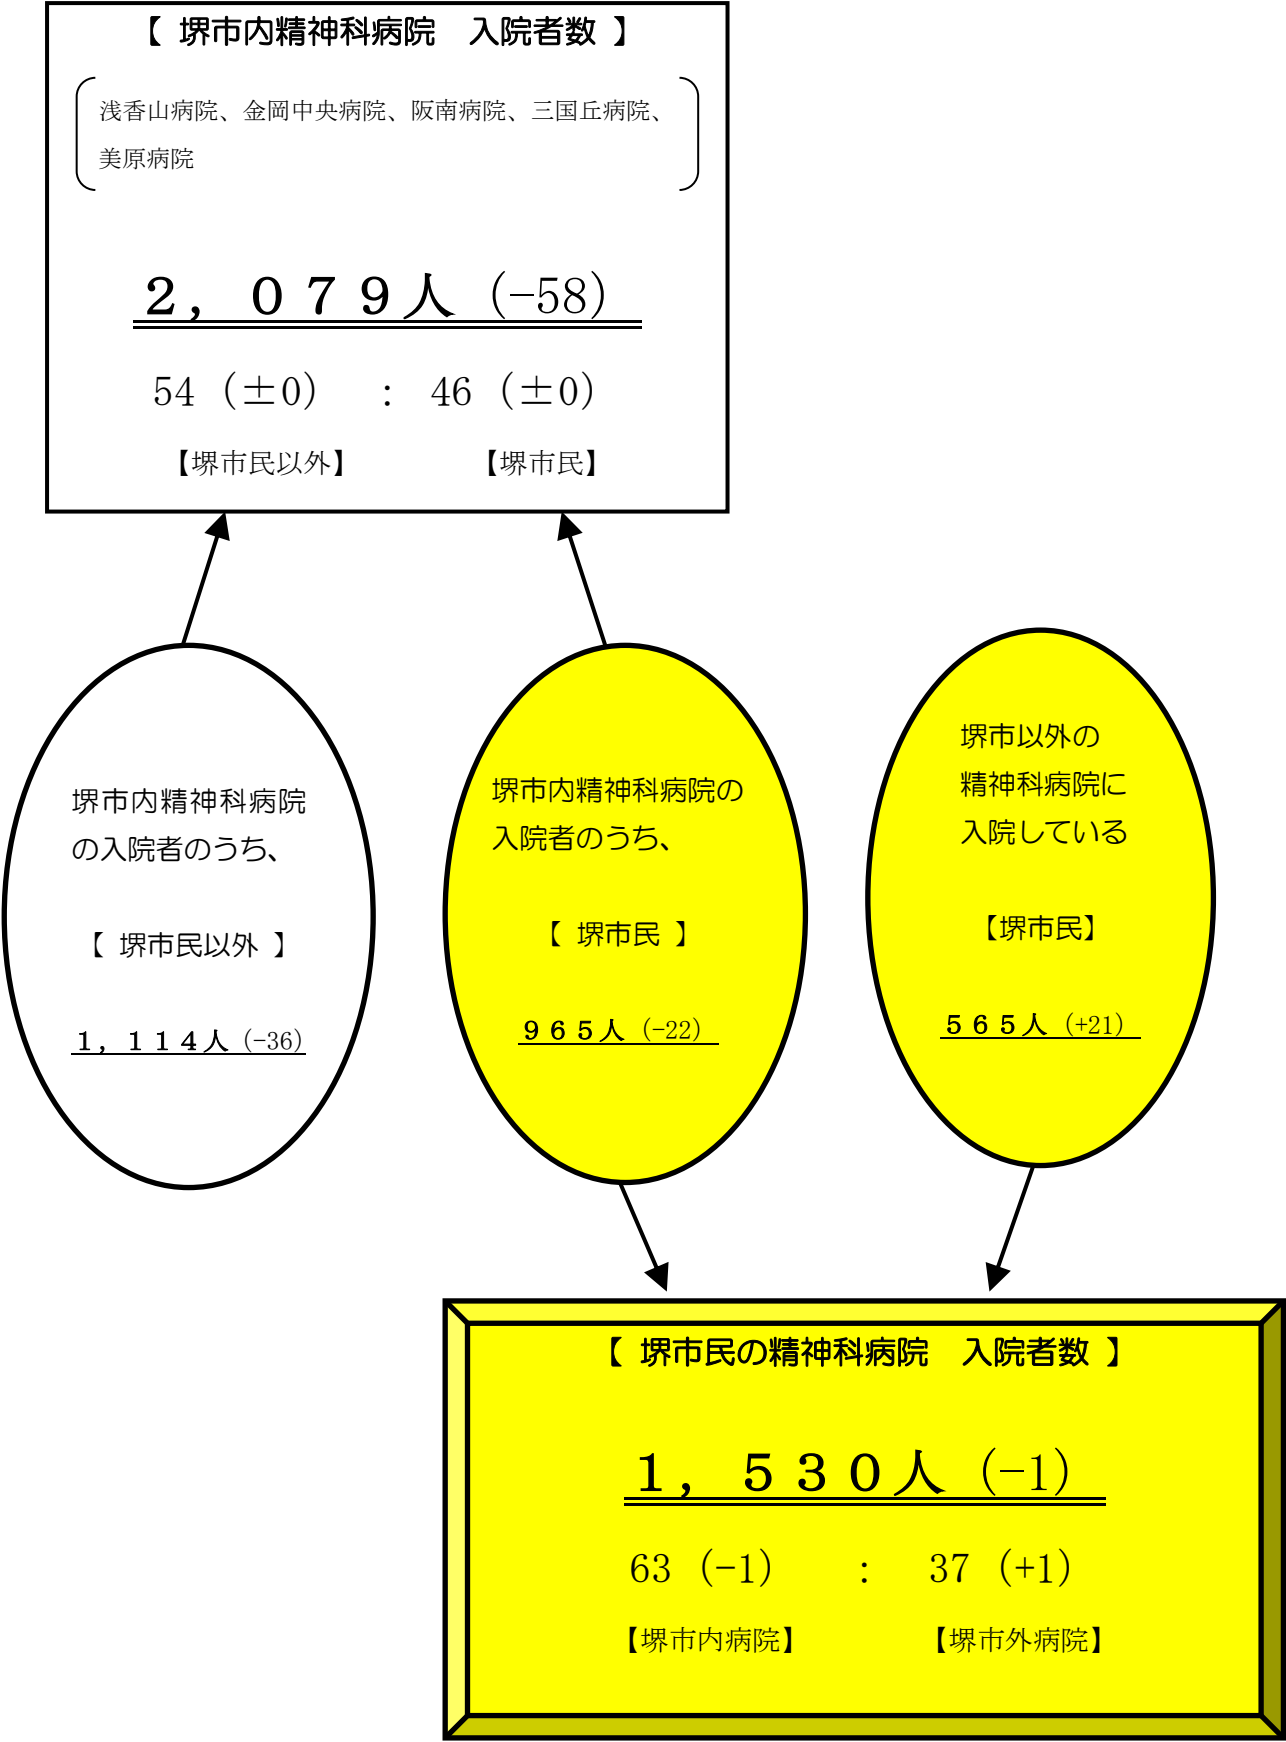 【 堺市内精神科病院　入院者数 】
浅香山病院、金岡中央病院、阪南病院、三国丘病院、
美原病院
２，０７９人（-58）
54（±0）　:　46（±0）
【堺市民以外】　【堺市民】
堺市内精神科病院
の入院者のうち、
【 堺市民以外 】
１，１１４人（-36）
堺市内精神科病院の
入院者のうち、
【 堺市民 】
９６５人（-22）
堺市以外の
精神科病院に
入院している
【堺市民】
５６５人（+21）
【 堺市民の精神科病院　入院者数 】
１，５３０人（-1）
63（-1）　:　37（+1）
【堺市内病院】　【堺市外病院】